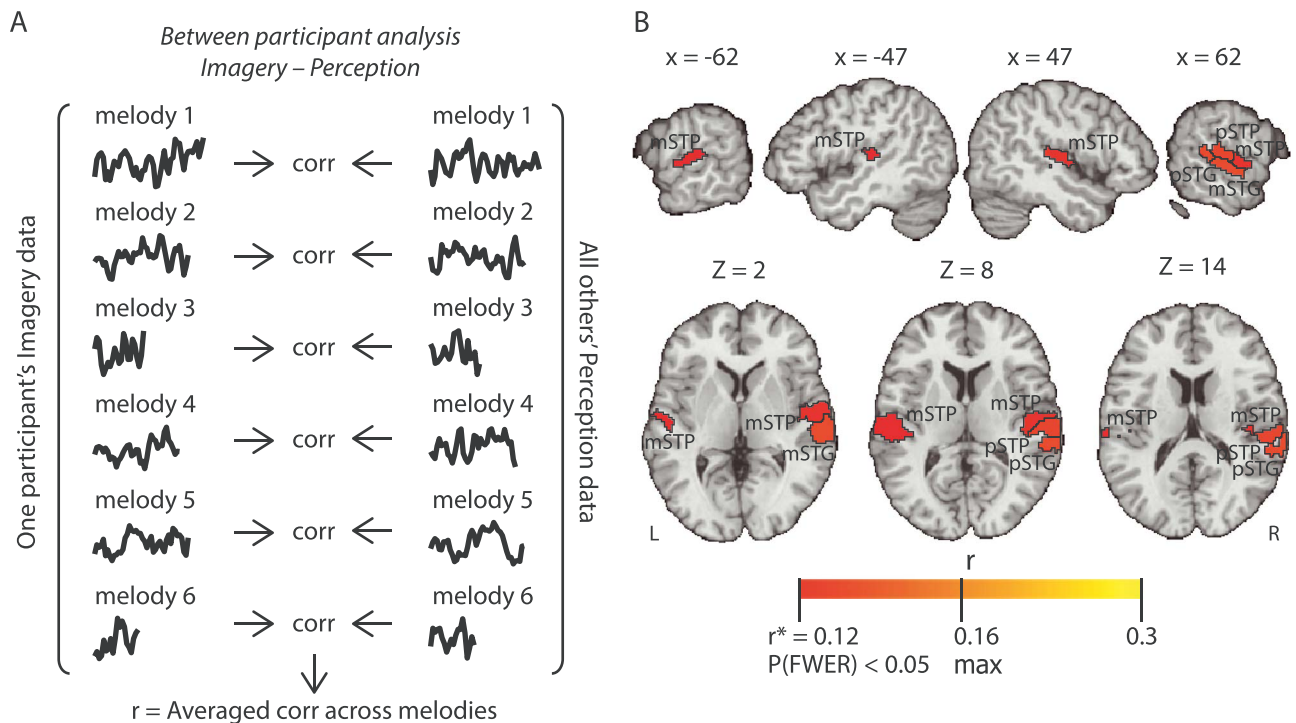 A
Between participant analysis
Imagery – Perception
One participant's Imagery data
melody 1
corr
melody 1
melody 2
corr
melody 2
melody 3
corr
melody 3
melody 4
corr
melody 4
melody 5
corr
melody 5
melody 6
corr
melody 6
All others' Perception data
r = Averaged corr across melodies
B
x = -62
x = -47
x = 47
x = 62
mSTP
mSTP
mSTP
pSTP
mSTP
pSTG
mSTG
Z = 2
Z = 8
Z = 14
mSTP
mSTP
mSTG
mSTP
mSTP
pSTP
pSTG
mSTP
mSTP
pSTP
pSTG
L
R
r
r* = 0.12
0.16
0.3
P(FWER) < 0.05
max